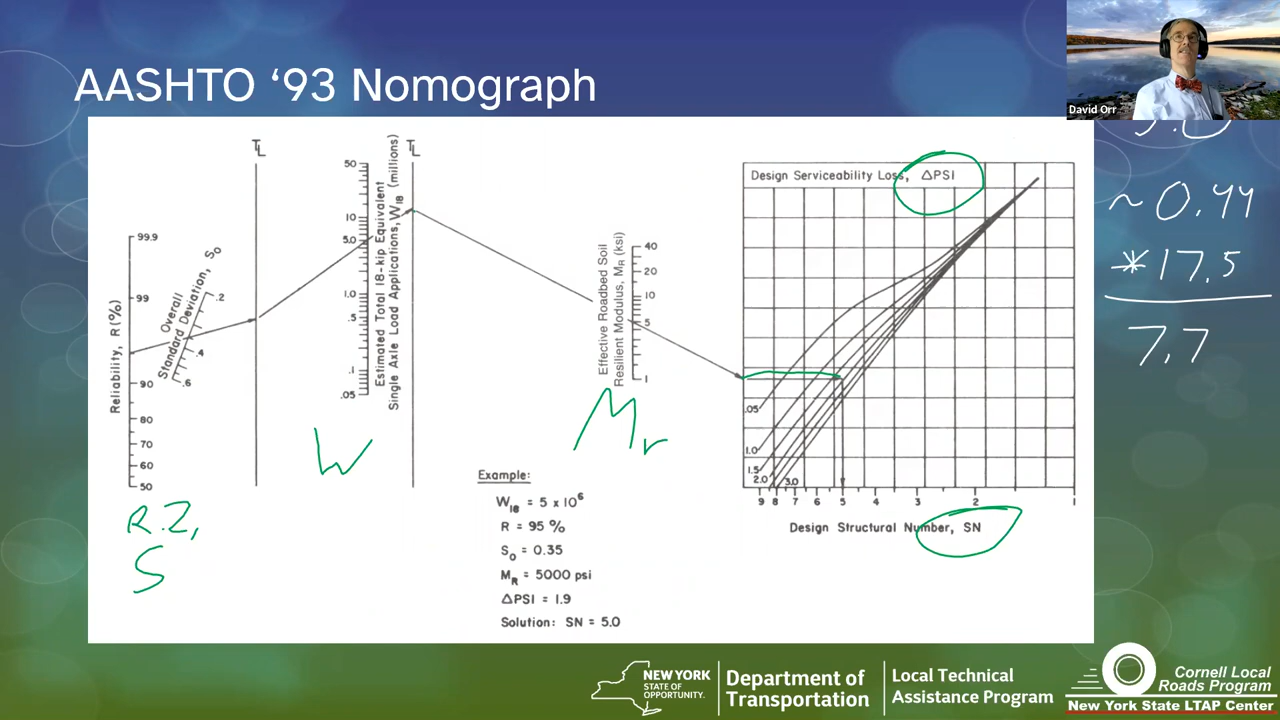 AASHTO ‘93 Nomograph
David Orr
~0.44
*17.5
7.7
TL
TL
Reliability, R (%)
99.9
99
90
80
70
60
50
Overall
Standard Deviation, So
.2
.4
.6
Estimated Total 18-kip Equivalent
Single Axle Load Applications, W18 (millions)
50
10
5.0
1.0
.5
.1
.05
Effective Roadbed Soil
Resilient Modulus, MR (ksi)
40
20
10
5
1
Design Serviceability Loss, △PSI
.05
1.0
1.5
2.0
3.0
9 8 7 6 5 4 3 2 1
Design Structural Number, SN
W
Mr
R.Z,
S
Example:
W18 = 5 x 10^6
R = 95 %
So = 0.35
MR = 5000 psi
△PSI = 1.9
Solution: SN = 5.0
NEW YORK
STATE OF
OPPORTUNITY.
Department of
Transportation
Local Technical
Assistance Program
Cornell Local
Roads Program
New York State LTAP Center